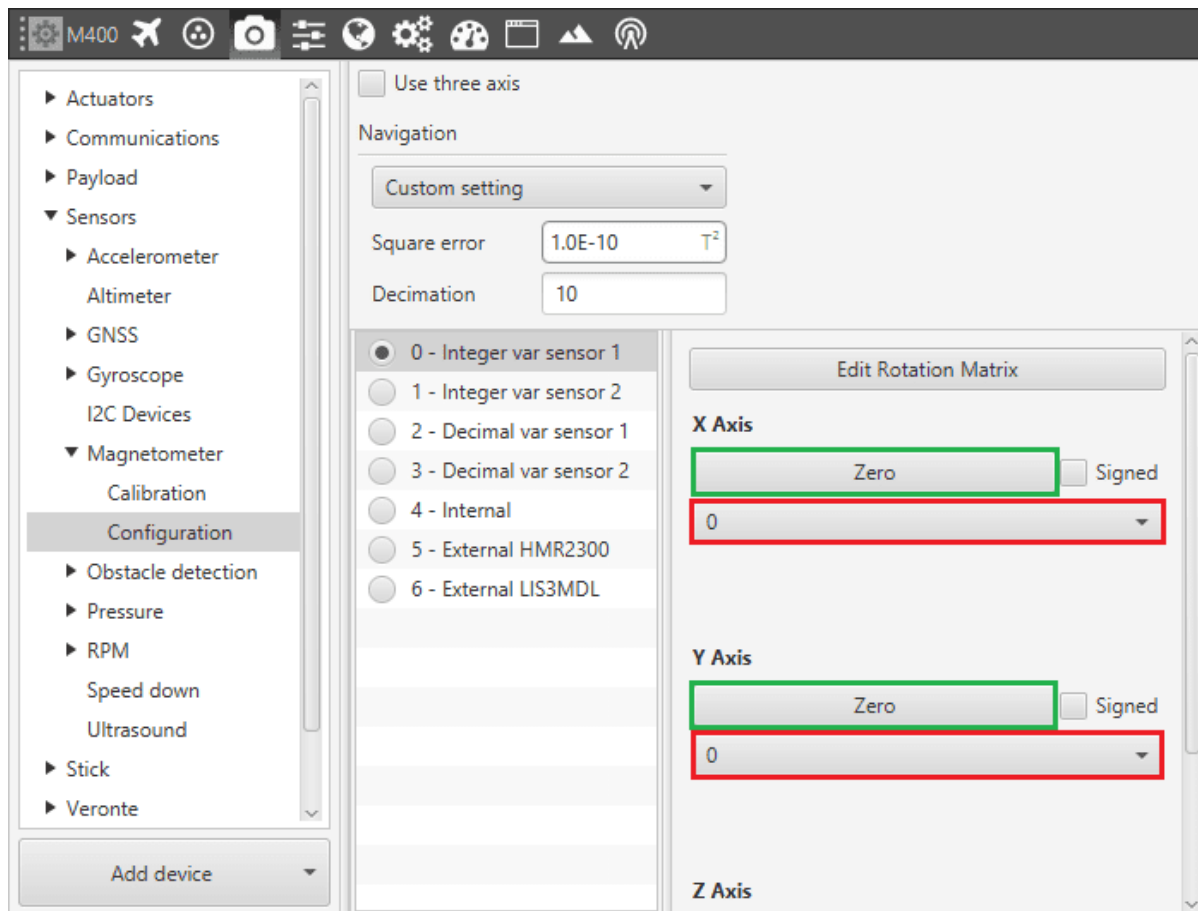 M400
Actuators
Communications
Payload
Sensors
Accelerometer
Altimeter
GNSS
Gyroscope
I2C Devices
Magnetometer
Calibration
Configuration
Obstacle detection
Pressure
RPM
Speed down
Ultrasound
Stick
Veronte
Add device
Use three axis
Navigation
Custom setting
Square error 1.0E-10 T²
Decimation 10
0 - Integer var sensor 1
1 - Integer var sensor 2
2 - Decimal var sensor 1
3 - Decimal var sensor 2
4 - Internal
5 - External HMR2300
6 - External LIS3MDL
Edit Rotation Matrix
X Axis
Zero Signed
0
Y Axis
Zero Signed
0
Z Axis